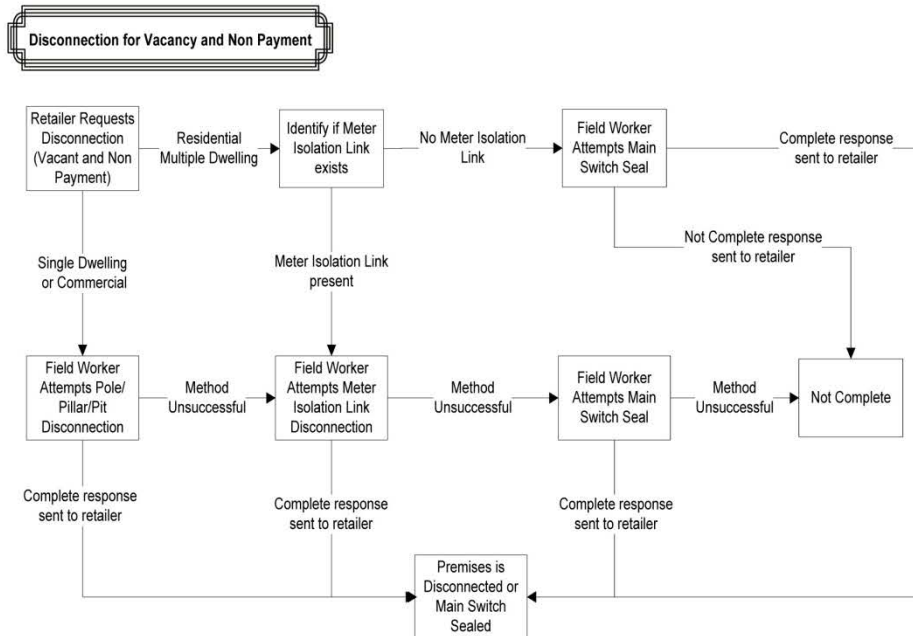 Disconnection for Vacancy and Non Payment
Retailer Requests
Disconnection
(Vacant and Non
Payment)
Residential
Multiple Dwelling
Identify if Meter
Isolation Link
exists
No Meter Isolation
Link
Field Worker
Attempts Main
Switch Seal
Complete response
sent to retailer
Not Complete response
sent to retailer
Single Dwelling
or Commercial
Meter Isolation Link
present
Field Worker
Attempts Pole/
Pillar/Pit
Disconnection
Method
Unsuccessful
Field Worker
Attempts Meter
Isolation Link
Disconnection
Method
Unsuccessful
Field Worker
Attempts Main
Switch Seal
Method
Unsuccessful
Not Complete
Complete response
sent to retailer
Complete response
sent to retailer
Complete response
sent to retailer
Premises is
Disconnected or
Main Switch
Sealed